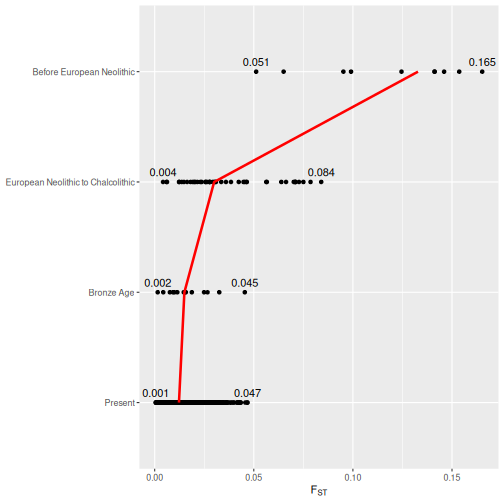 Before European Neolithic
0.051
0.165
European Neolithic to Chalcolithic
0.004
0.084
Bronze Age
0.002
0.045
Present
0.001
0.047
0.00
0.05
0.10
0.15
FST